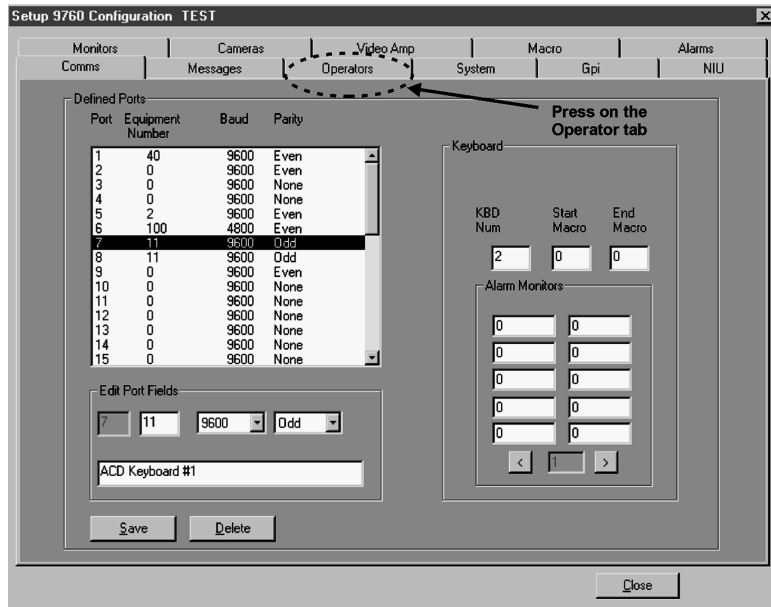 Setup 9760 Configuration TEST
Monitors Cameras Video Amp Macro Alarms
Comms Messages Operators System Gpi NIU
Press on the
Operator tab
Defined Ports
Port Equipment Number Baud Parity
1 40 9600 Even
2 0 9600 Even
3 0 9600 None
4 0 9600 None
5 2 9600 Even
6 100 4800 Even
7 11 9600 Odd
8 11 9600 Odd
9 0 9600 Even
10 0 9600 None
11 0 9600 None
12 0 9600 None
13 0 9600 None
14 0 9600 None
15 0 9600 None
Edit Port Fields
7 11 9600 Odd
ACD Keyboard #1
Save Delete
Keyboard
KBD Num Start Macro End Macro
2 0 0
Alarm Monitors
0 0
0 0
0 0
0 0
0 0
< 1 >
Close